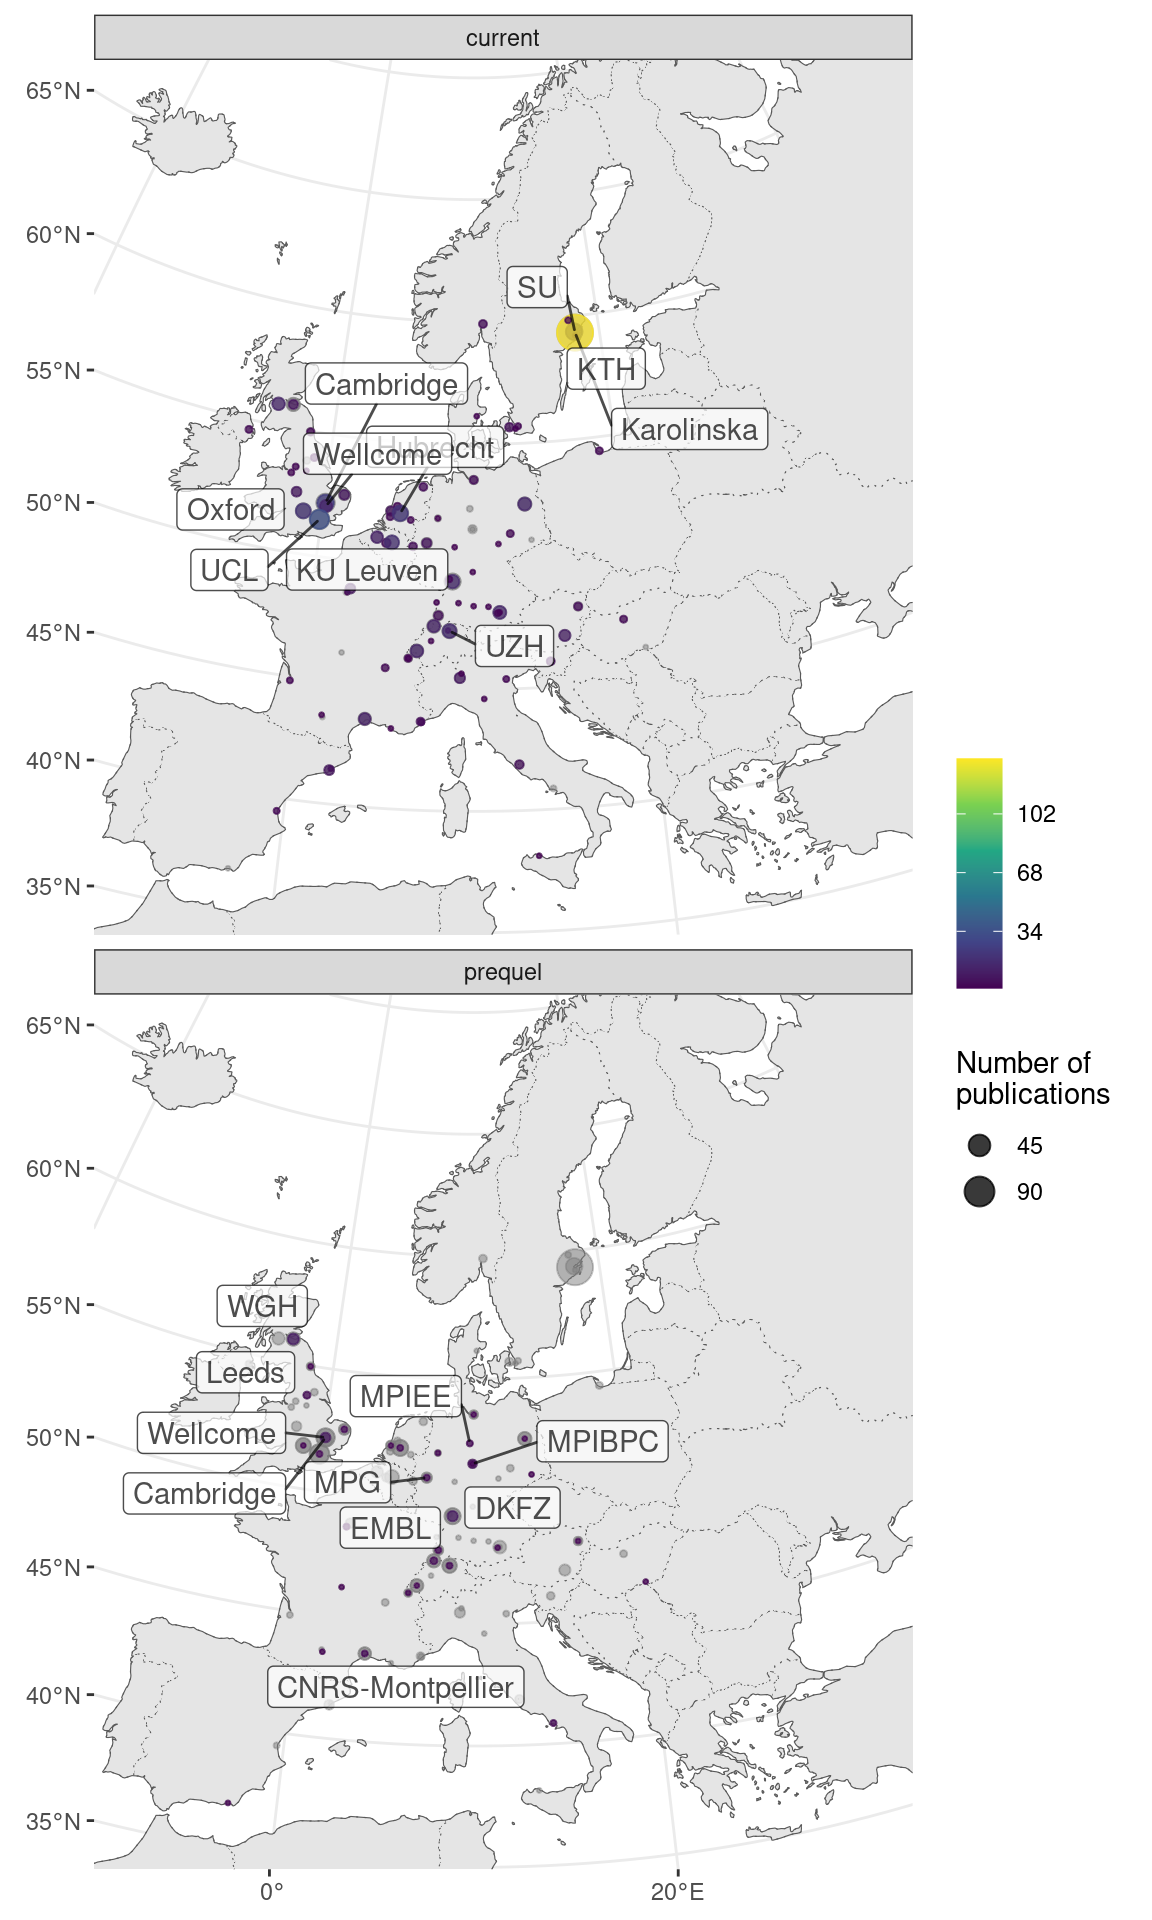 current
65°N
60°N
55°N
50°N
45°N
40°N
35°N
SU
KTH
Cambridge
Karolinska
Hubrecht
Wellcome
Oxford
UCL
KU Leuven
UZH
102
68
34
Number of
publications
45
90
prequel
65°N
60°N
55°N
50°N
45°N
40°N
35°N
WGH
Leeds
MPIEE
Wellcome
MPIBPC
MPG
Cambridge
DKFZ
EMBL
CNRS-Montpellier
0°
20°E